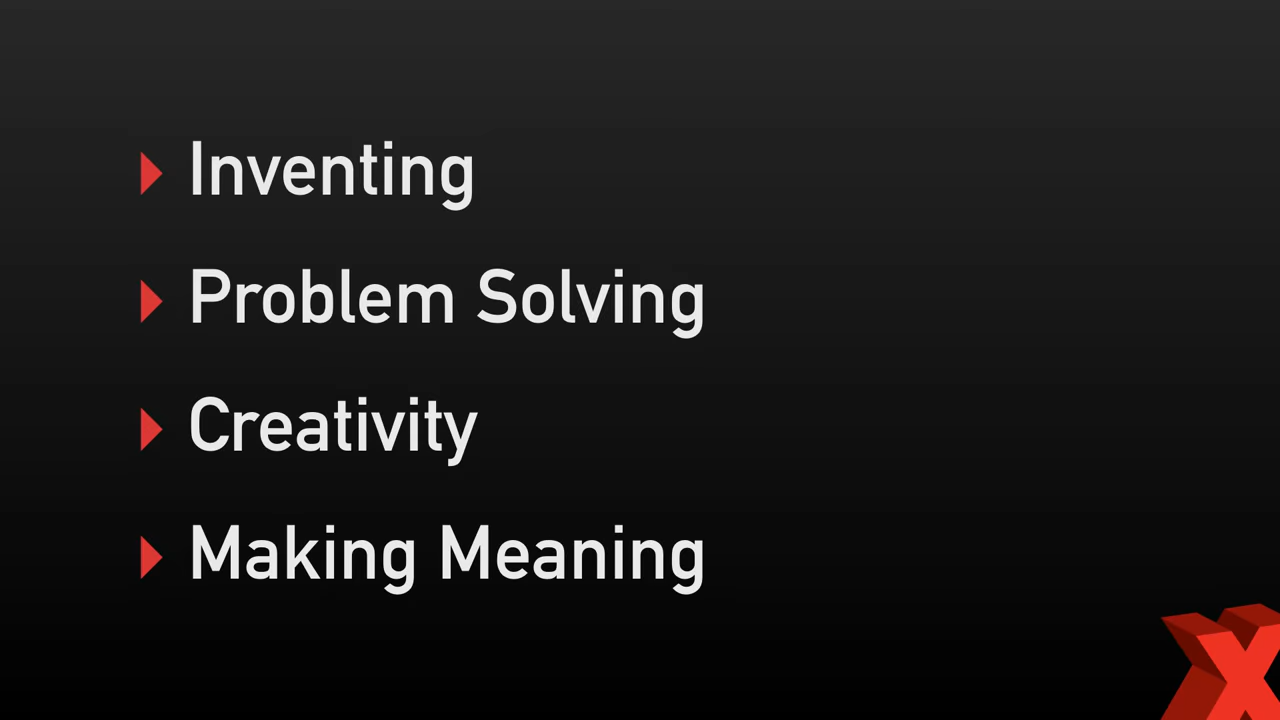 Inventing
Problem Solving
Creativity
Making Meaning
X